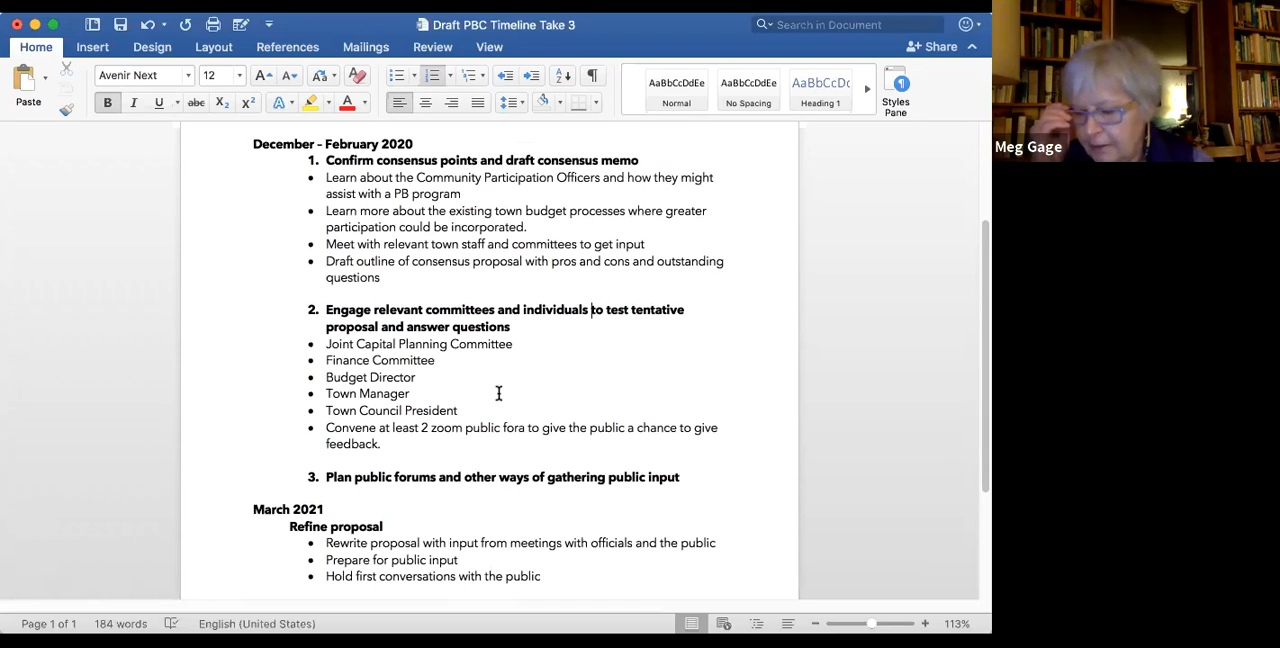 Draft PBC Timeline Take 3
Search in Document
Home Insert Design Layout References Mailings Review View
Share
Paste
Avenir Next 12
B I U abc X₂ X²
AaBbCcDdEe AaBbCcDdEe AaBbCcDc
Normal No Spacing Heading 1
Styles
Pane
Meg Gage
December – February 2020
1. Confirm consensus points and draft consensus memo
• Learn about the Community Participation Officers and how they might
assist with a PB program
• Learn more about the existing town budget processes where greater
participation could be incorporated.
• Meet with relevant town staff and committees to get input
• Draft outline of consensus proposal with pros and cons and outstanding
questions
2. Engage relevant committees and individuals to test tentative
proposal and answer questions
• Joint Capital Planning Committee
• Finance Committee
• Budget Director
• Town Manager
• Town Council President
• Convene at least 2 zoom public fora to give the public a chance to give
feedback.
3. Plan public forums and other ways of gathering public input
March 2021
Refine proposal
• Rewrite proposal with input from meetings with officials and the public
• Prepare for public input
• Hold first conversations with the public
Page 1 of 1 184 words English (United States) 113%